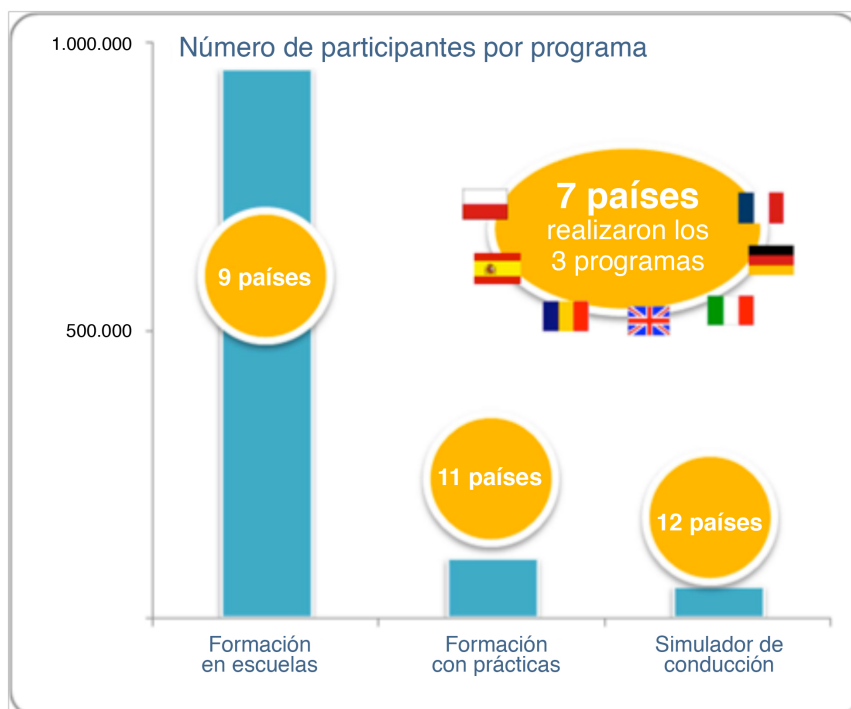 Número de participantes por programa
1.000.000
500.000
9 países
11 países
12 países
7 países
realizaron los
3 programas
Formación
en escuelas
Formación
con prácticas
Simulador de
conducción